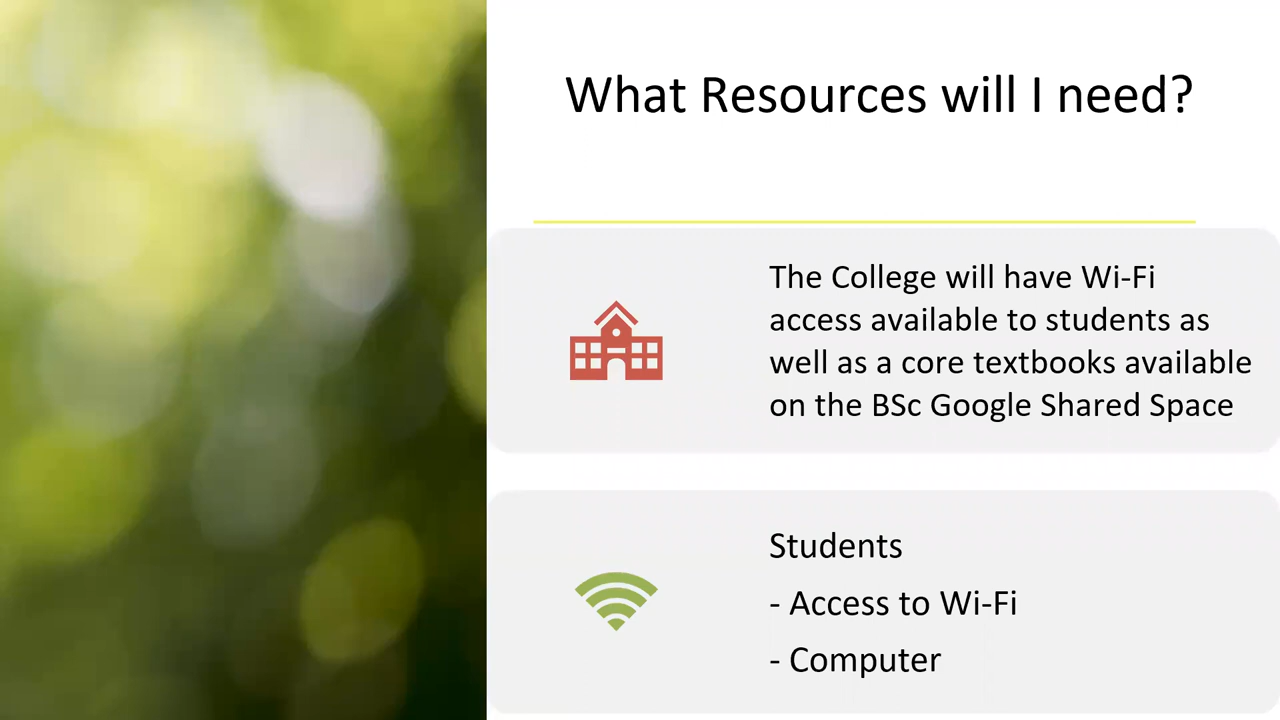 What Resources will I need?
The College will have Wi-Fi
access available to students as
well as a core textbooks available
on the BSc Google Shared Space
Students
- Access to Wi-Fi
- Computer